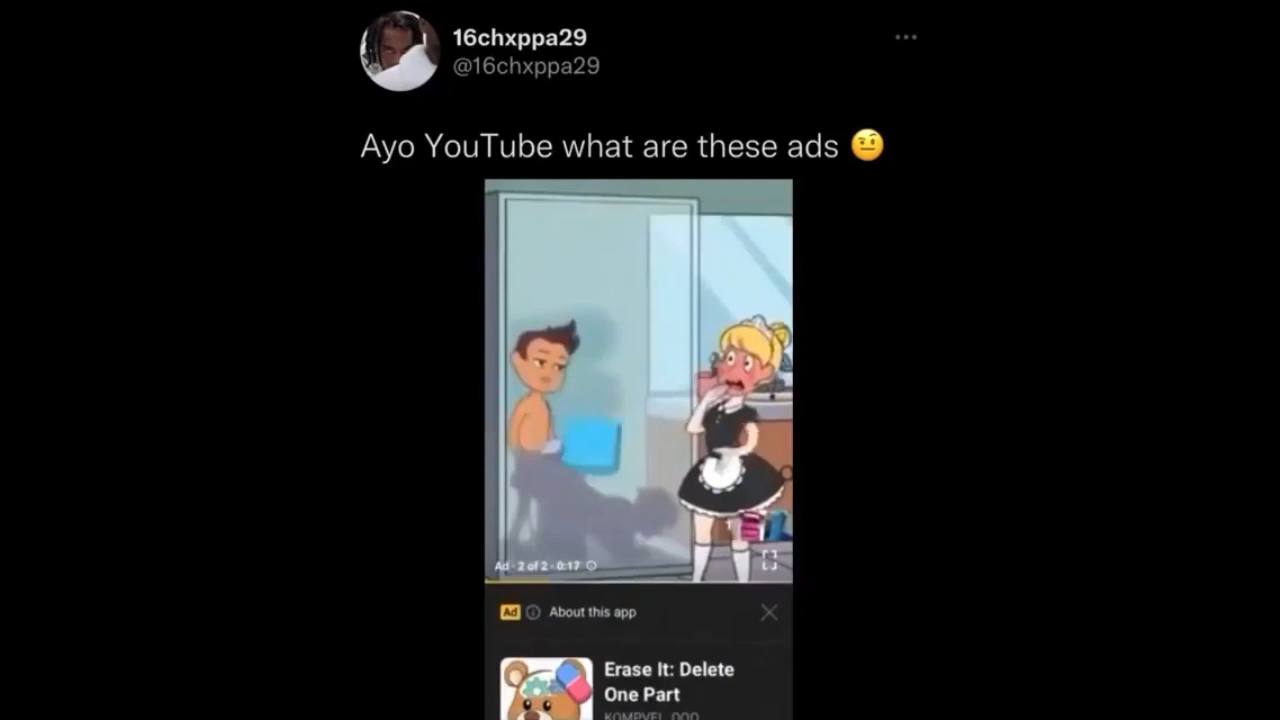 16chxppa29
@16chxppa29
Ayo YouTube what are these ads 🤨
Ad · 2 of 2 · 0:17
Ad About this app
Erase It: Delete
One Part